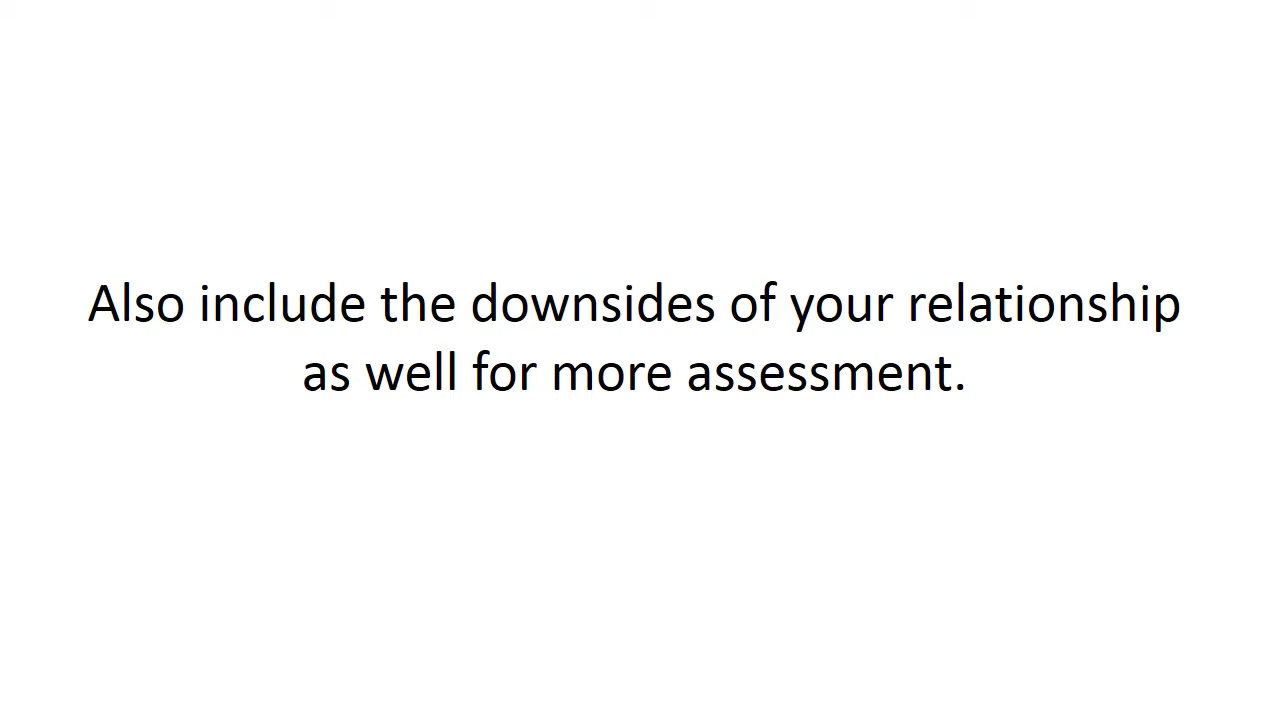 Also include the downsides of your relationship
as well for more assessment.